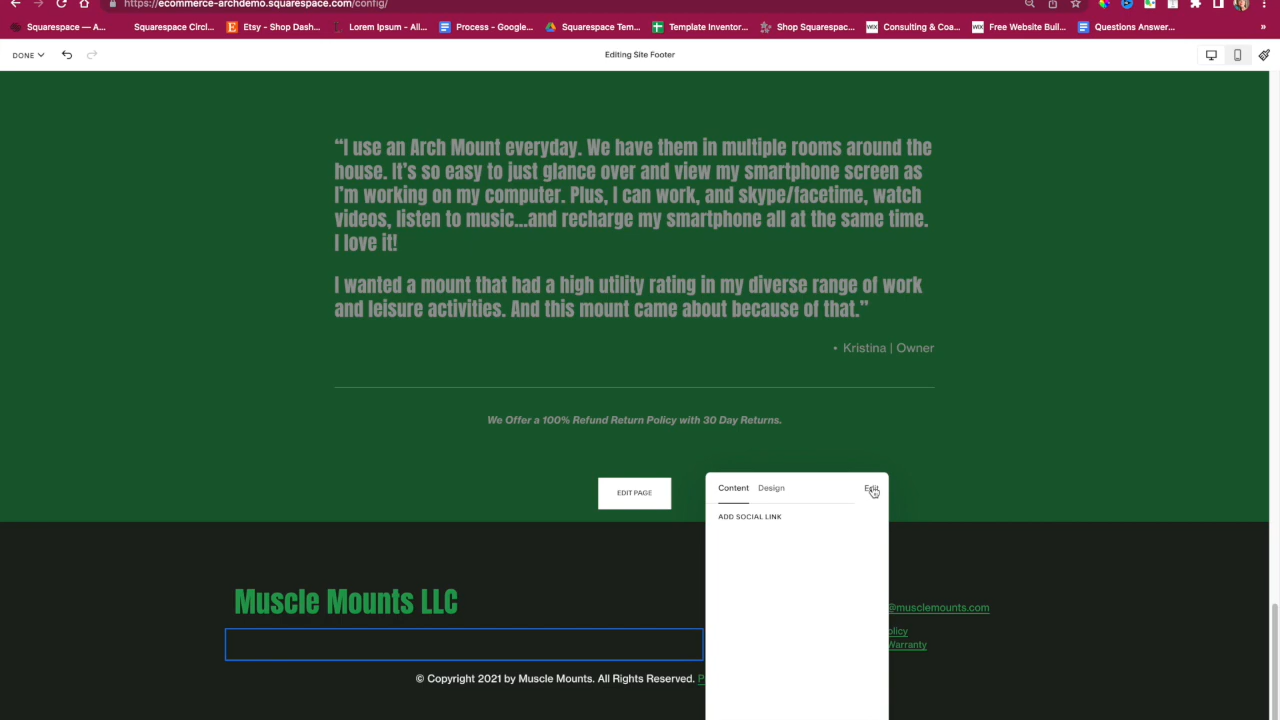 https://ecommerce-archdemo.squarespace.com/config/
Squarespace — A...
Squarespace Circl...
Etsy - Shop Dash...
Lorem Ipsum - All...
Process - Google...
Squarespace Tem...
Template Inventor...
Shop Squarespac...
WIX
Consulting & Coa...
WIX
Free Website Buil...
Questions Answer...
»
DONE
Editing Site Footer
“I use an Arch Mount everyday. We have them in multiple rooms around the
house. It’s so easy to just glance over and view my smartphone screen as
I’m working on my computer. Plus, I can work, and skype/facetime, watch
videos, listen to music...and recharge my smartphone all at the same time.
I love it!
I wanted a mount that had a high utility rating in my diverse range of work
and leisure activities. And this mount came about because of that.”
• Kristina | Owner
We Offer a 100% Refund Return Policy with 30 Day Returns.
EDIT PAGE
Content
Design
Edit
ADD SOCIAL LINK
Muscle Mounts LLC
@musclemounts.com
olicy
Warranty
© Copyright 2021 by Muscle Mounts. All Rights Reserved. P